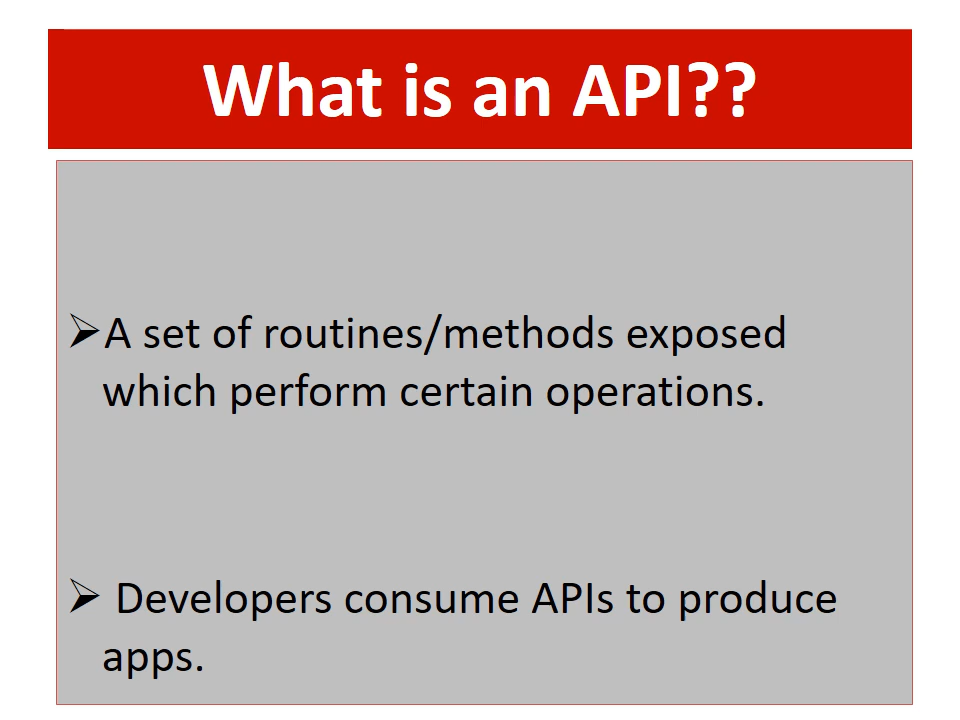 What is an API??
➢A set of routines/methods exposed
which perform certain operations.
➢ Developers consume APIs to produce
apps.